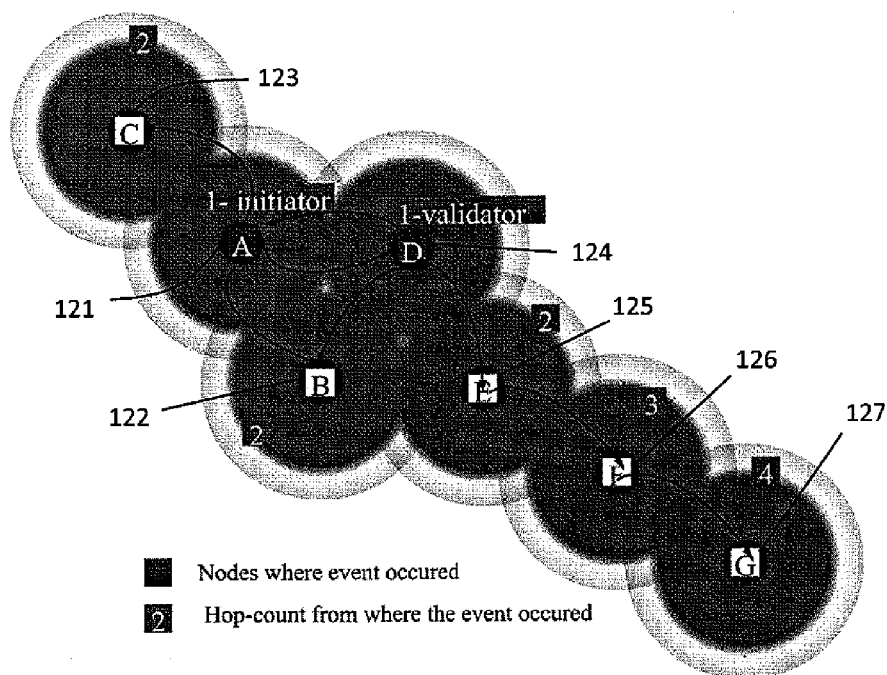 2
123
C
1- initiator
1-validator
A
D
124
121
2
125
B
E
126
122
2
3
127
F
4
G
Nodes where event occured
2 Hop-count from where the event occured